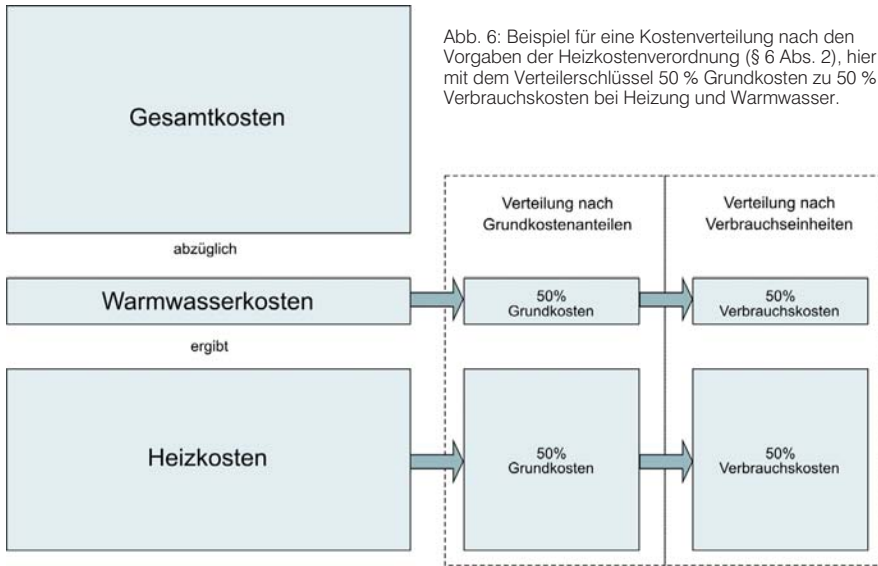 Abb. 6: Beispiel für eine Kostenverteilung nach den
Vorgaben der Heizkostenverordnung (§ 6 Abs. 2), hier
mit dem Verteilerschlüssel 50 % Grundkosten zu 50 %
Verbrauchskosten bei Heizung und Warmwasser.
Gesamtkosten
abzüglich
Verteilung nach
Grundkostenanteilen
Verteilung nach
Verbrauchseinheiten
Warmwasserkosten
50%
Grundkosten
50%
Verbrauchskosten
ergibt
Heizkosten
50%
Grundkosten
50%
Verbrauchskosten